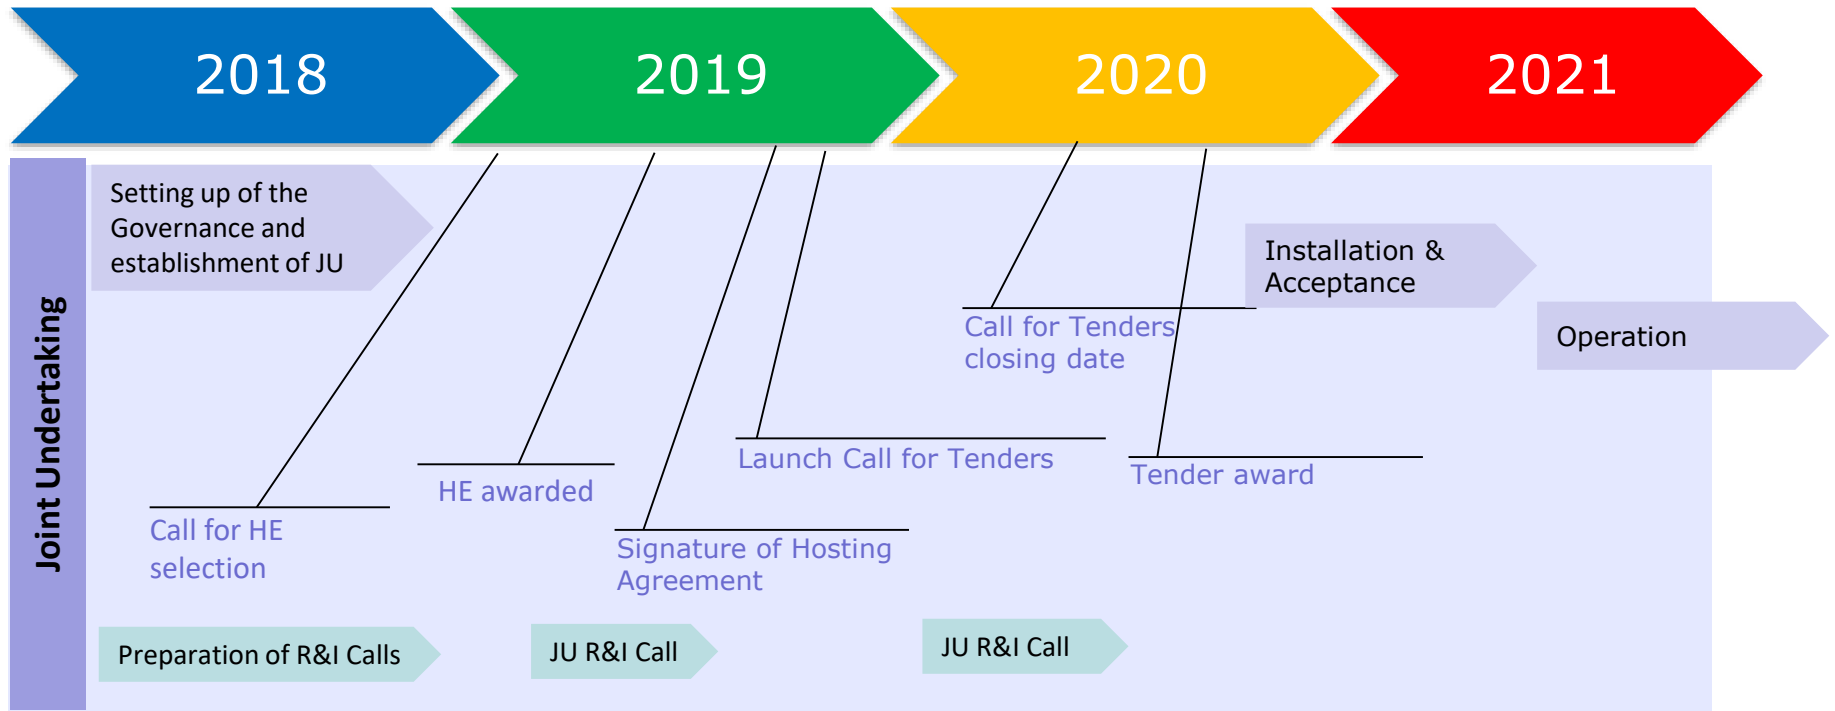 2018
2019
2020
2021
Joint Undertaking
Setting up of the
Governance and
establishment of JU
Installation &
Acceptance
Operation
Call for Tenders
closing date
Launch Call for Tenders
Tender award
HE awarded
Call for HE
selection
Signature of Hosting
Agreement
Preparation of R&I Calls
JU R&I Call
JU R&I Call